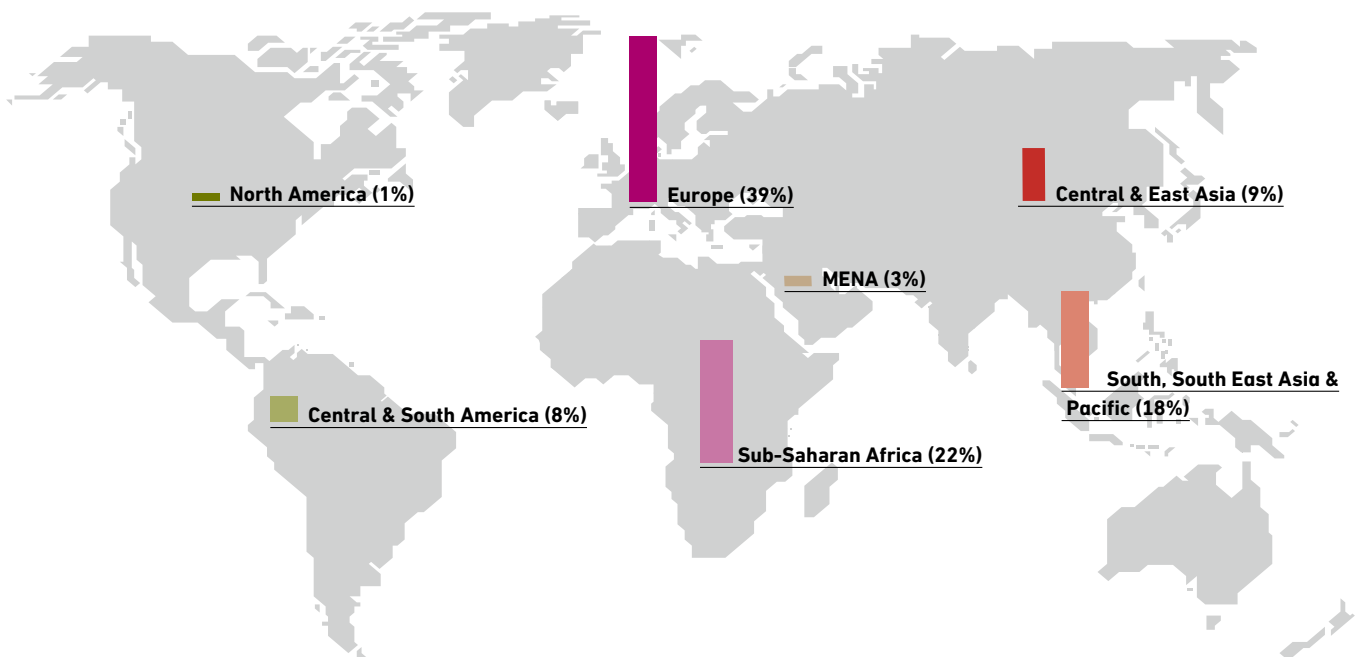 North America (1%)
Europe (39%)
Central & East Asia (9%)
MENA (3%)
South, South East Asia &
Pacific (18%)
Central & South America (8%)
Sub-Saharan Africa (22%)